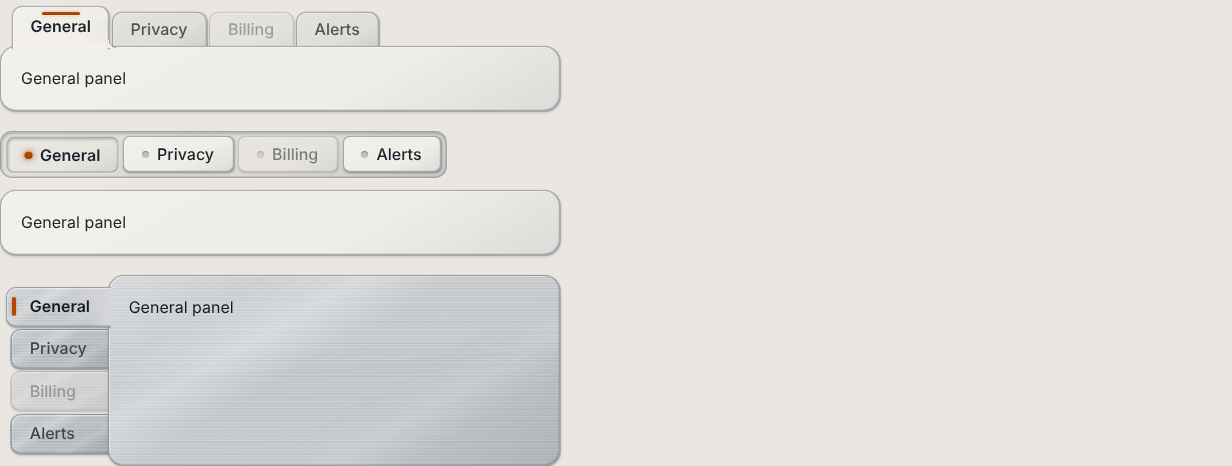 General Privacy Billing Alerts
General panel
General Privacy Billing Alerts
General panel
General
Privacy
Billing
Alerts
General panel